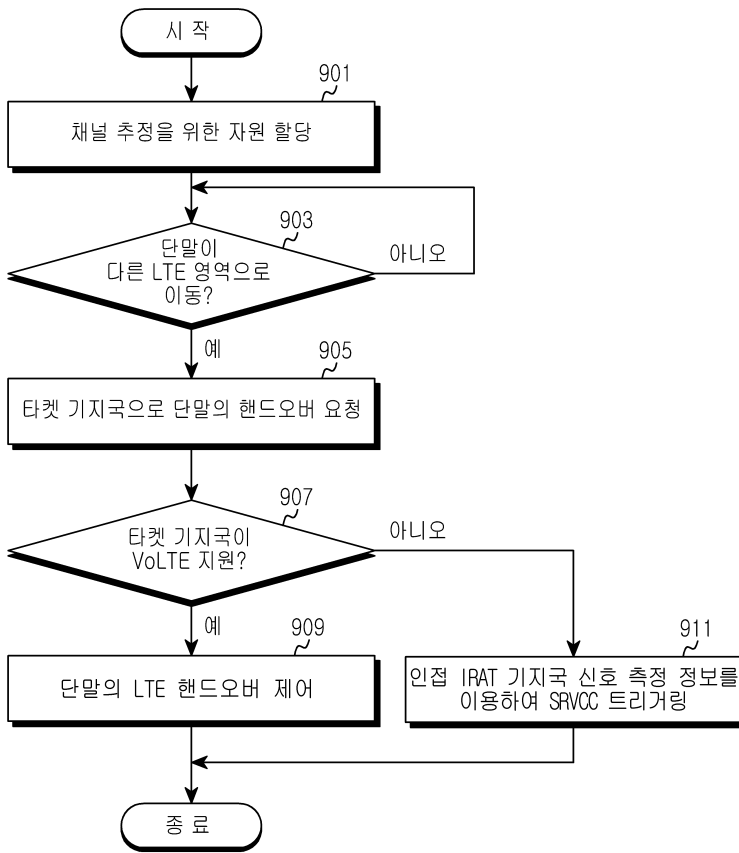 시 작
901
채널 추정을 위한 자원 할당
903
단말이
다른 LTE 영역으로
이동?
아니오
예
905
타켓 기지국으로 단말의 핸드오버 요청
907
타켓 기지국이
VoLTE 지원?
아니오
예
909
단말의 LTE 핸드오버 제어
911
인접 IRAT 기지국 신호 측정 정보를
이용하여 SRVCC 트리거링
종 료